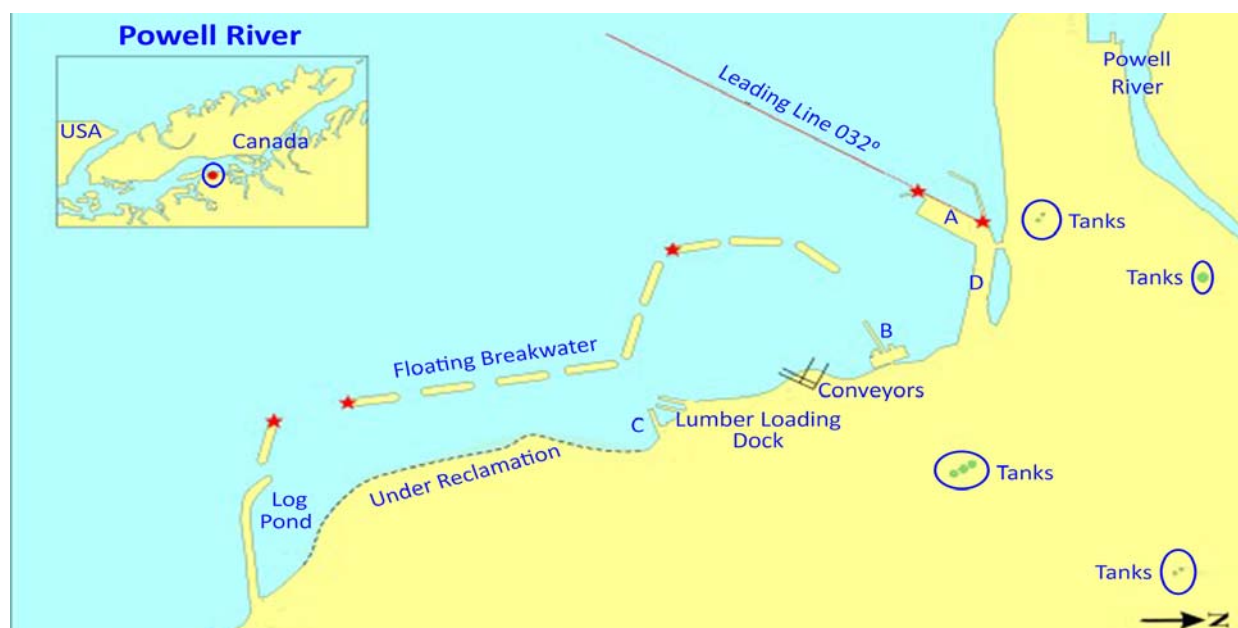 Powell River
USA
Canada
Leading Line 032º
Powell
River
A
Tanks
Tanks
D
B
Floating Breakwater
Conveyors
C
Lumber Loading
Dock
Under Reclamation
Log
Pond
Tanks
Tanks
N